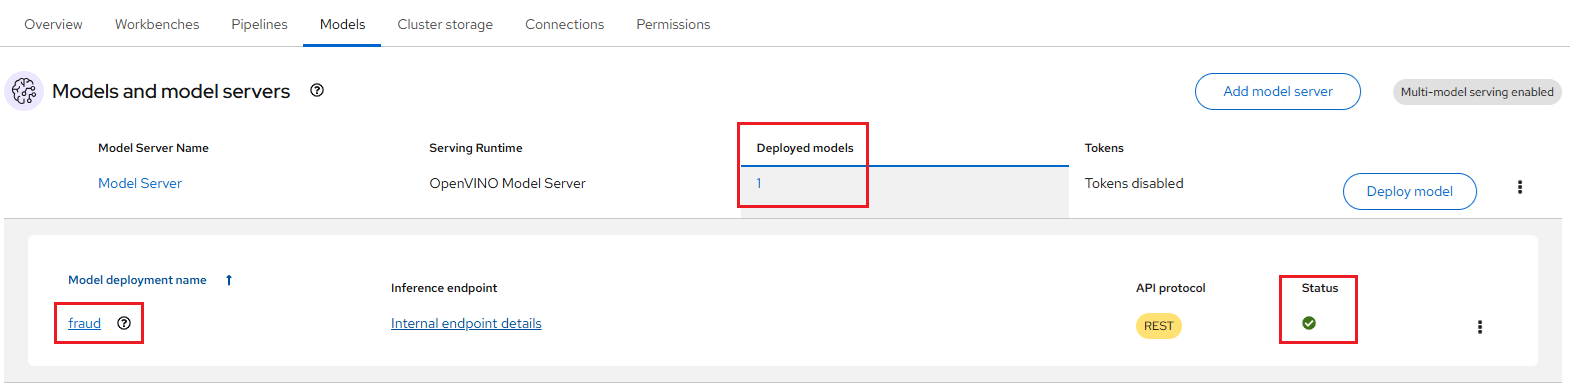 Overview Workbenches Pipelines Models Cluster storage Connections Permissions
Models and model servers
Add model server
Multi-model serving enabled
Model Server Name Serving Runtime Deployed models Tokens
Model Server OpenVINO Model Server 1 Tokens disabled Deploy model
Model deployment name Inference endpoint API protocol Status
fraud Internal endpoint details REST